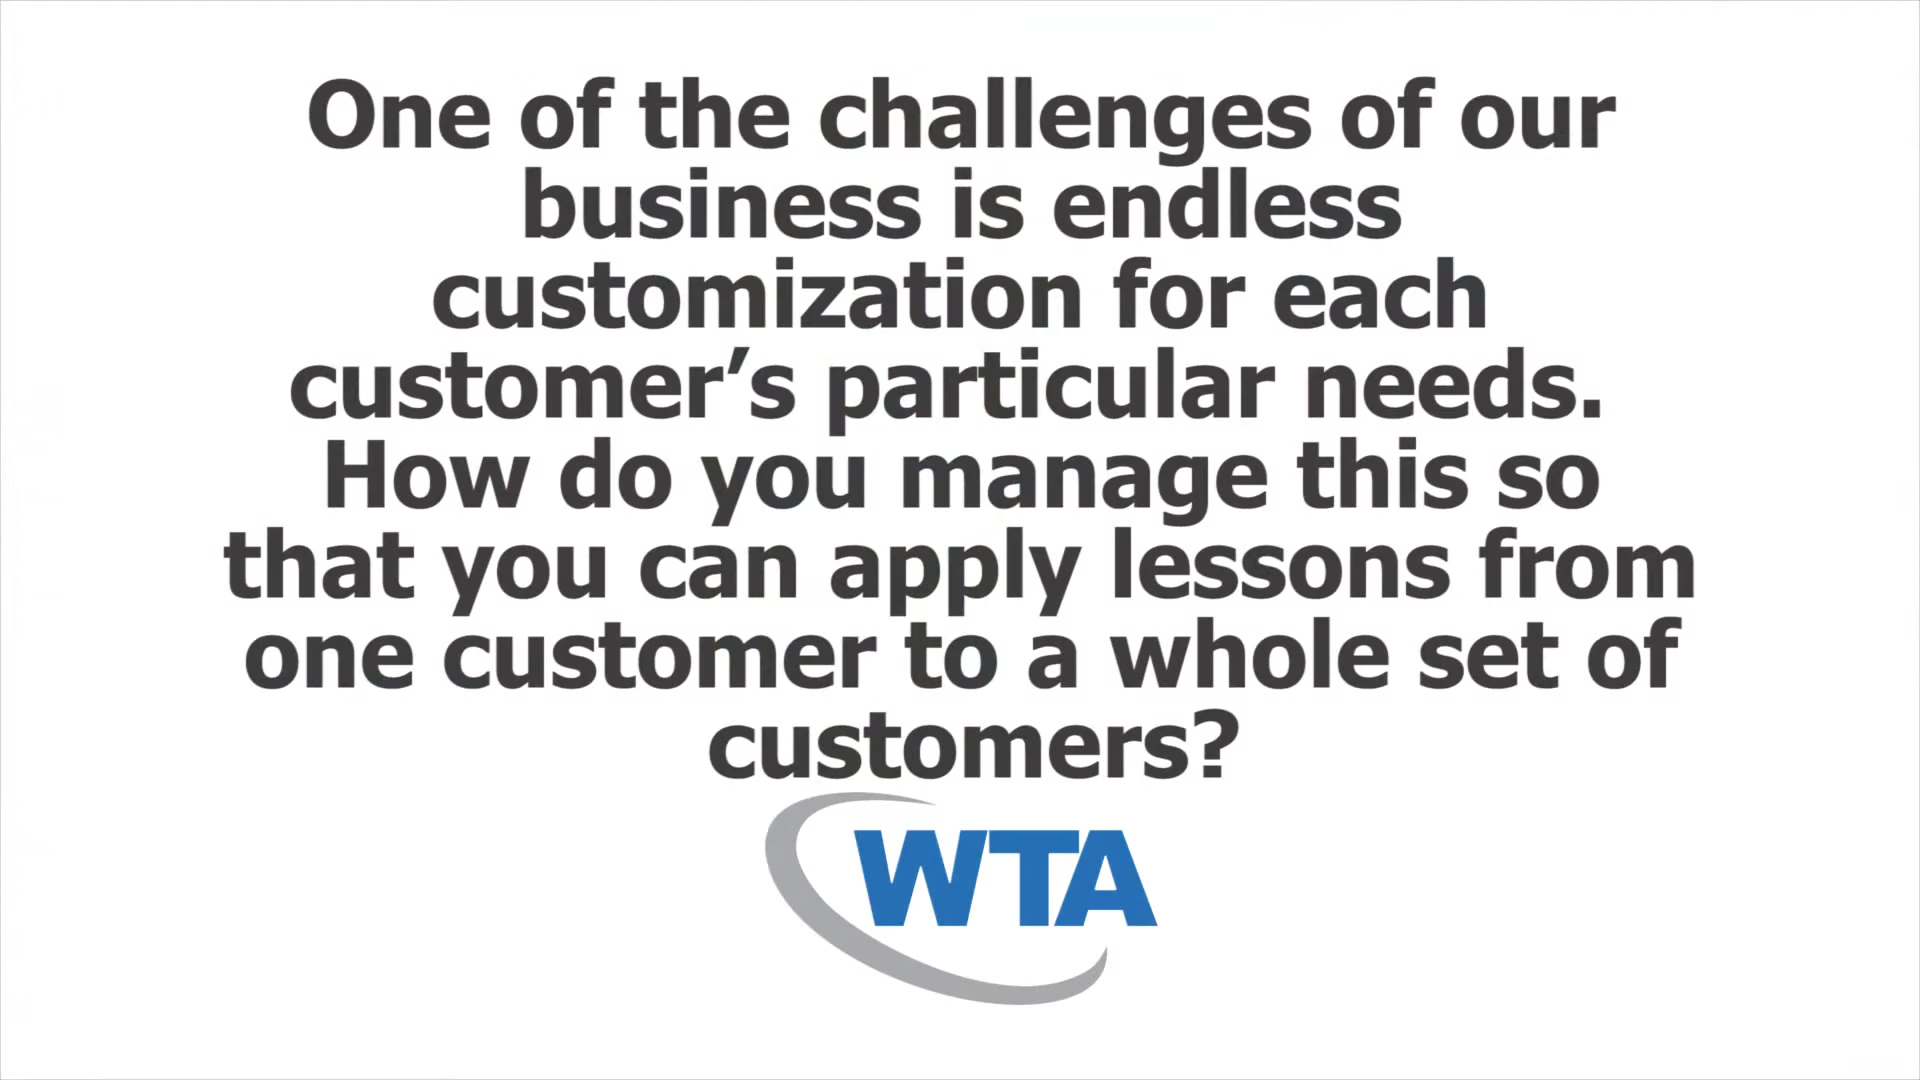 One of the challenges of our
business is endless
customization for each
customer’s particular needs.
How do you manage this so
that you can apply lessons from
one customer to a whole set of
customers?
WTA